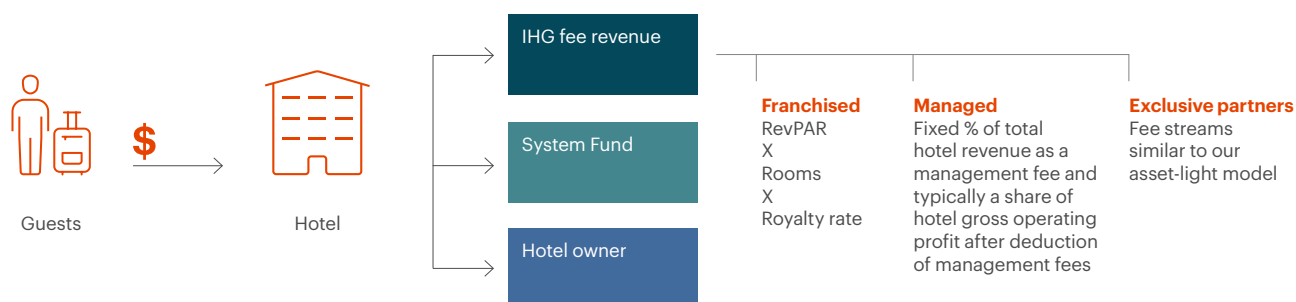 $
Guests
Hotel
IHG fee revenue
System Fund
Hotel owner
Franchised
RevPAR
X
Rooms
X
Royalty rate
Managed
Fixed % of total
hotel revenue as a
management fee and
typically a share of
hotel gross operating
profit after deduction
of management fees
Exclusive partners
Fee streams
similar to our
asset-light model